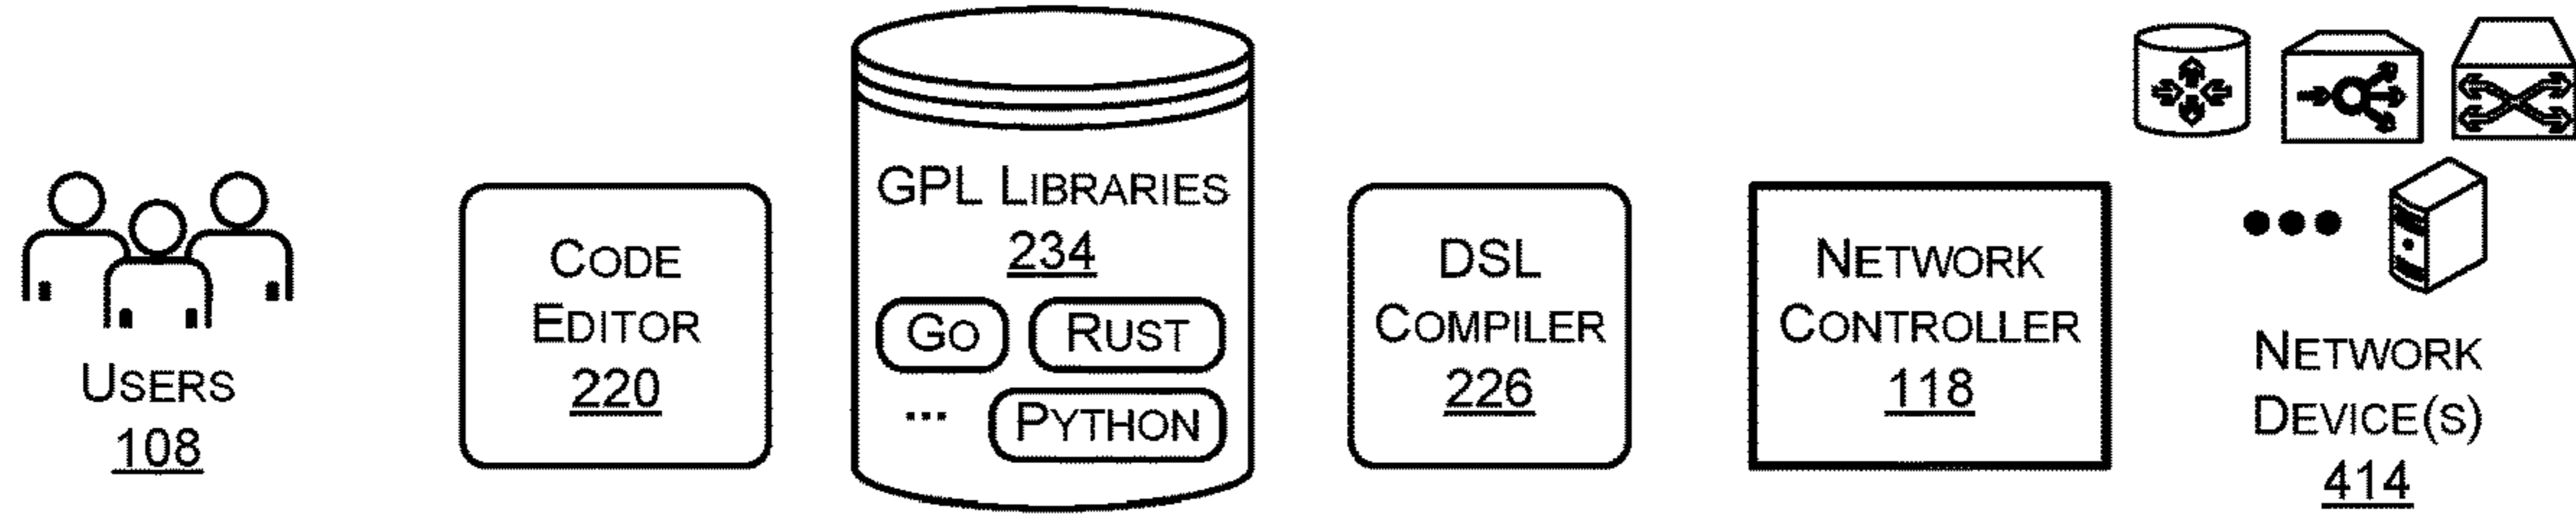 USERS
108
CODE
EDITOR
220
GPL LIBRARIES
234
GO
RUST
...
PYTHON
DSL
COMPILER
226
NETWORK
CONTROLLER
118
NETWORK
DEVICE(S)
414